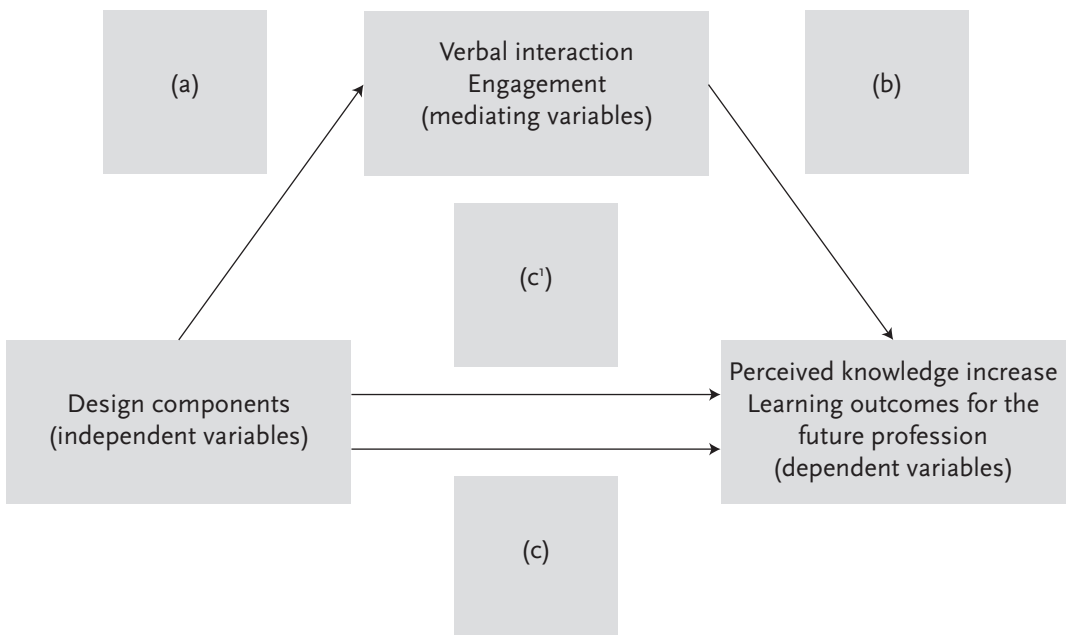 (a)
Verbal interaction
Engagement
(mediating variables)
(b)
(c¹)
Design components
(independent variables)
Perceived knowledge increase
Learning outcomes for the
future profession
(dependent variables)
(c)